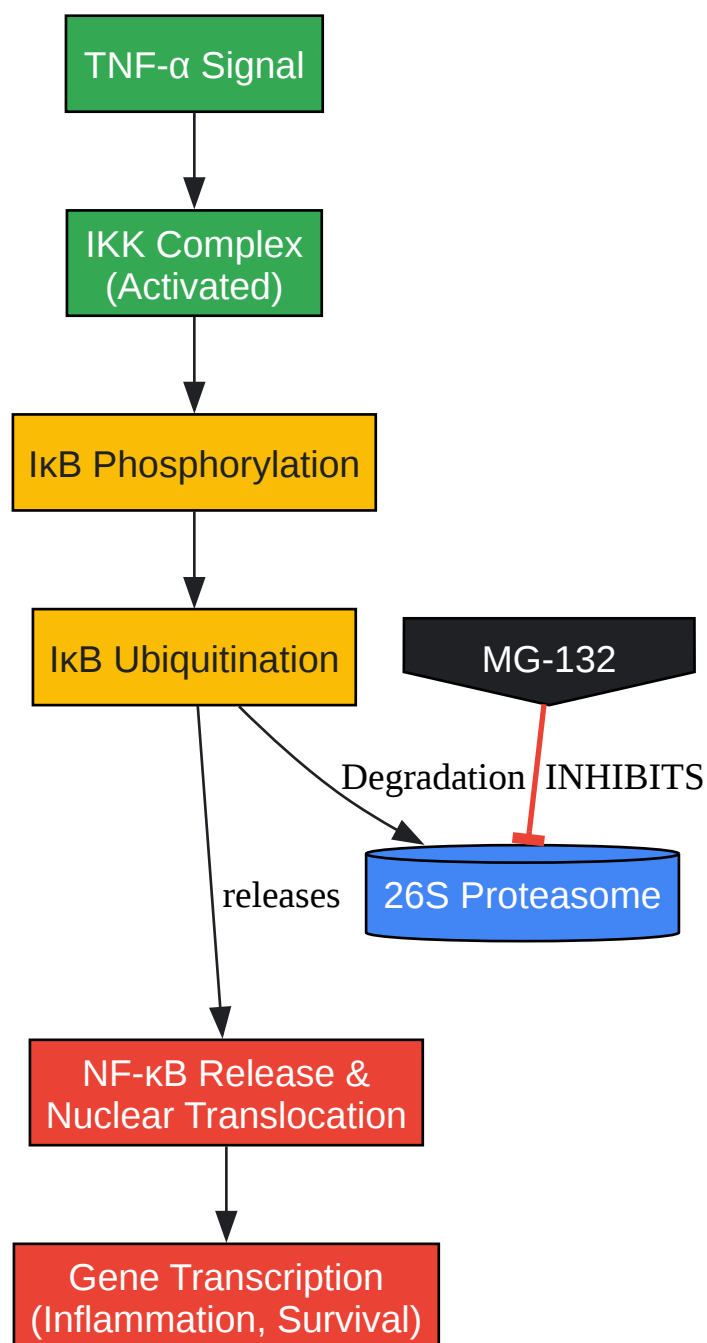 TNF-α Signal
IKK Complex
(Activated)
IκB Phosphorylation
IκB Ubiquitination
MG-132
Degradation
INHIBITS
26S Proteasome
releases
NF-κB Release &
Nuclear Translocation
Gene Transcription
(Inflammation, Survival)